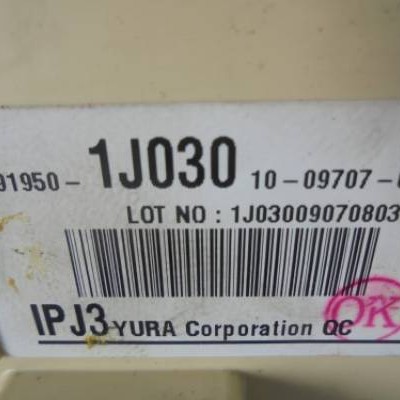 91950- 1J030 10-09707-
LOT NO : 1J03009070803
IPJ3 YURA Corporation QC
OK